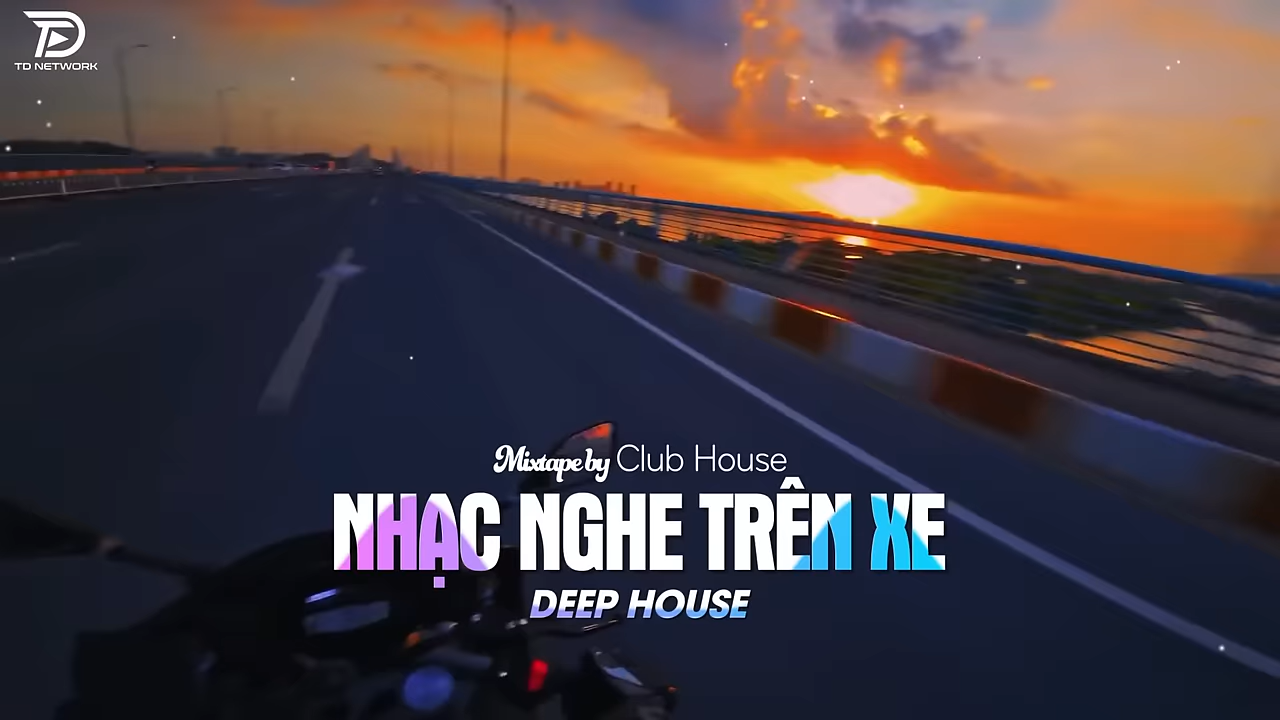 TD NETWORK
Mixtape by Club House
NHẠC NGHE TRÊN XE
DEEP HOUSE